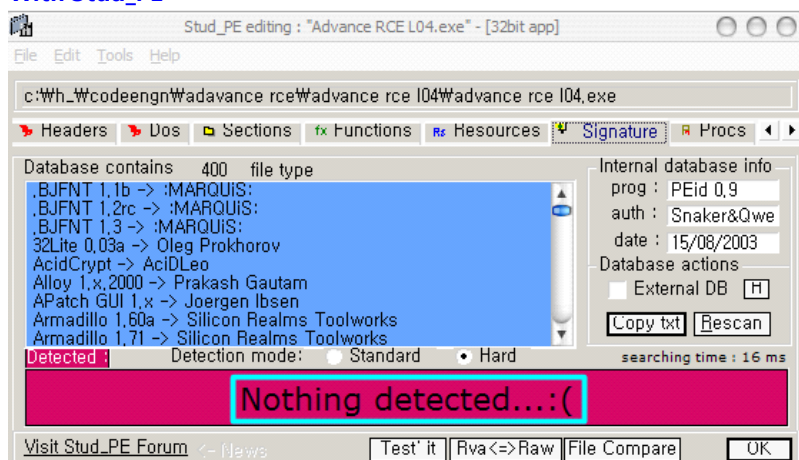 With Stud_PE
Stud_PE editing : "Advance RCE L04.exe" - [32bit app]
File Edit Tools Help
c:₩h_₩codeengn₩adavance rce₩advance rce l04₩advance rce l04.exe
Headers Dos Sections fx Functions Rs Resources Signature Procs
Database contains 400 file type
.BJFNT 1.1b -> :MARQUiS:
.BJFNT 1.2rc -> :MARQUiS:
.BJFNT 1.3 -> :MARQUiS:
32Lite 0.03a -> Oleg Prokhorov
AcidCrypt -> AciDLeo
Alloy 1.x.2000 -> Prakash Gautam
APatch GUI 1.x -> Joergen Ibsen
Armadillo 1.60a -> Silicon Realms Toolworks
Armadillo 1.71 -> Silicon Realms Toolworks
Internal database info
prog : PEid 0.9
auth : Snaker&Qwe
date : 15/08/2003
Database actions
External DB H
Copy txt Rescan
Detected : Detection mode: Standard Hard searching time : 16 ms
Nothing detected...:(
Visit Stud_PE Forum <- News Test' it Rva<=>Raw File Compare OK